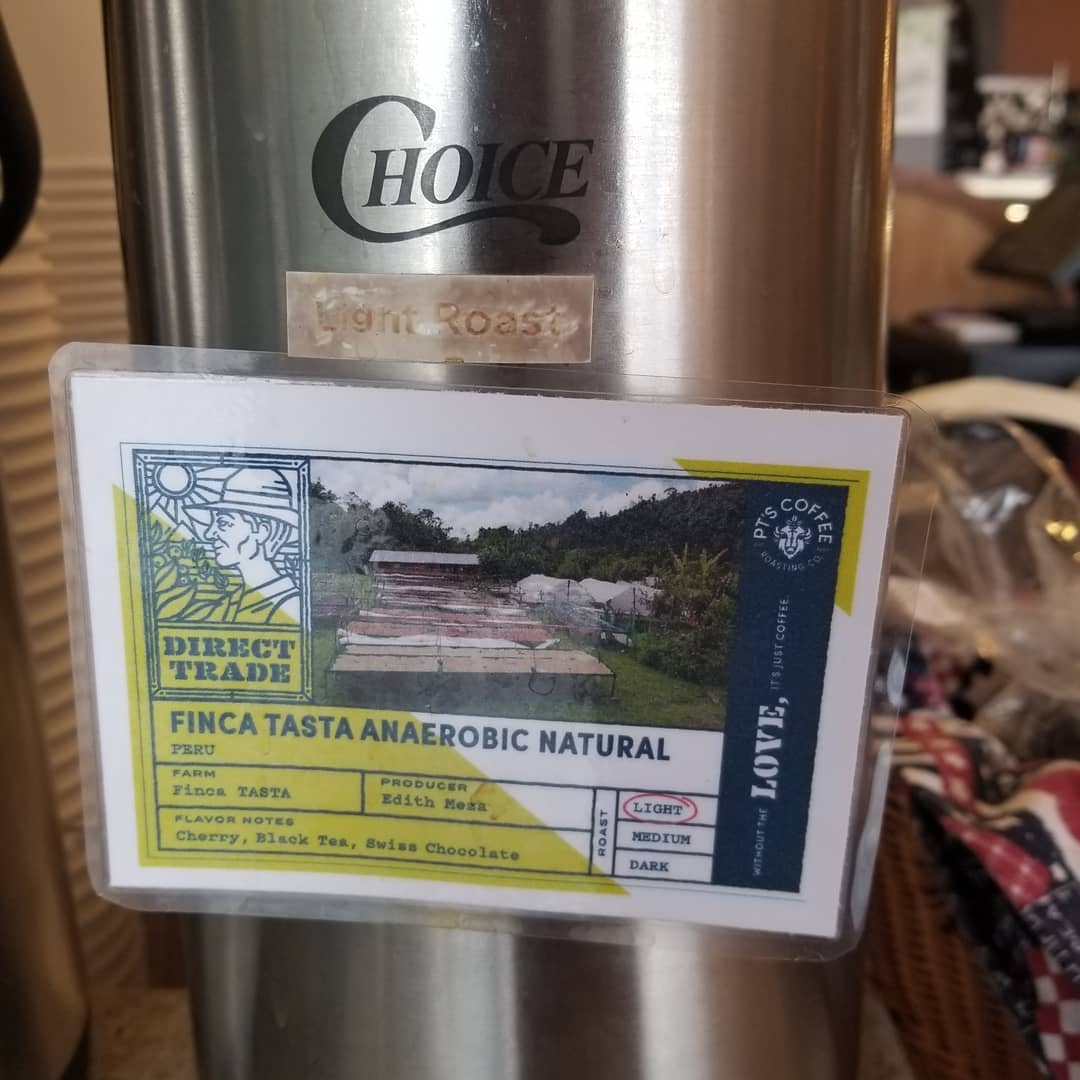 CHOICE
Light Roast
DIRECT
TRADE
PT'S COFFEE
ROASTING CO.
WITHOUT THE LOVE, IT'S JUST COFFEE.
FINCA TASTA ANAEROBIC NATURAL
PERU
FARM
Finca TASTA
PRODUCER
Edith Meza
FLAVOR NOTES
Cherry, Black Tea, Swiss Chocolate
ROAST
LIGHT
MEDIUM
DARK